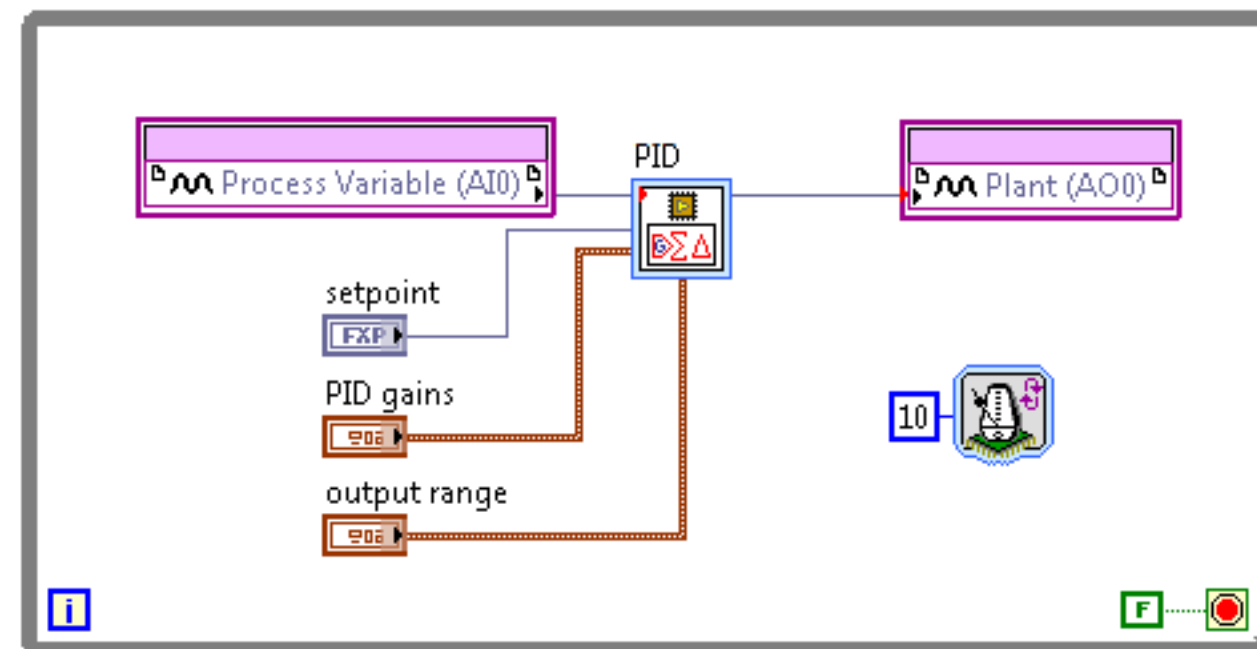 PID
Process Variable (AI0)
Plant (AO0)
setpoint
FXP
PID gains
10
output range
i
F